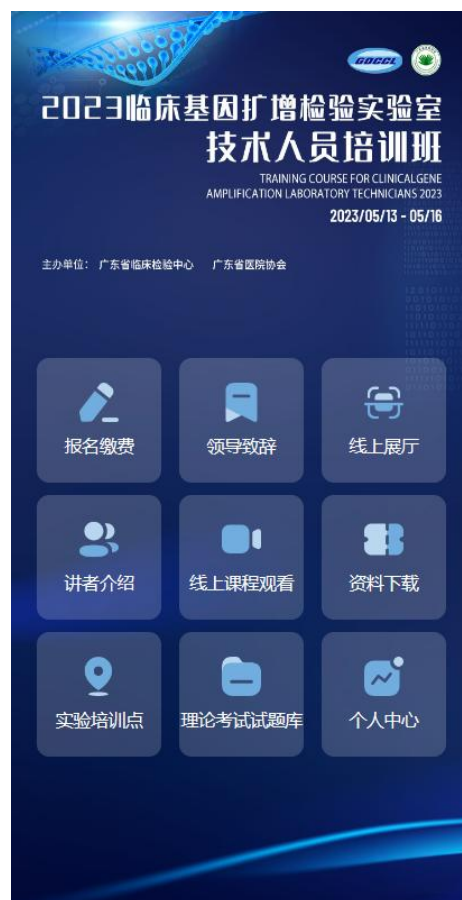 GDCCL
2023临床基因扩增检验实验室
技术人员培训班
TRAINING COURSE FOR CLINICALGENE
AMPLIFICATION LABORATORY TECHNICIANS 2023
2023/05/13 - 05/16
主办单位： 广东省临床检验中心 广东省医院协会
报名缴费
领导致辞
线上展厅
讲者介绍
线上课程观看
资料下载
实验培训点
理论考试试题库
个人中心